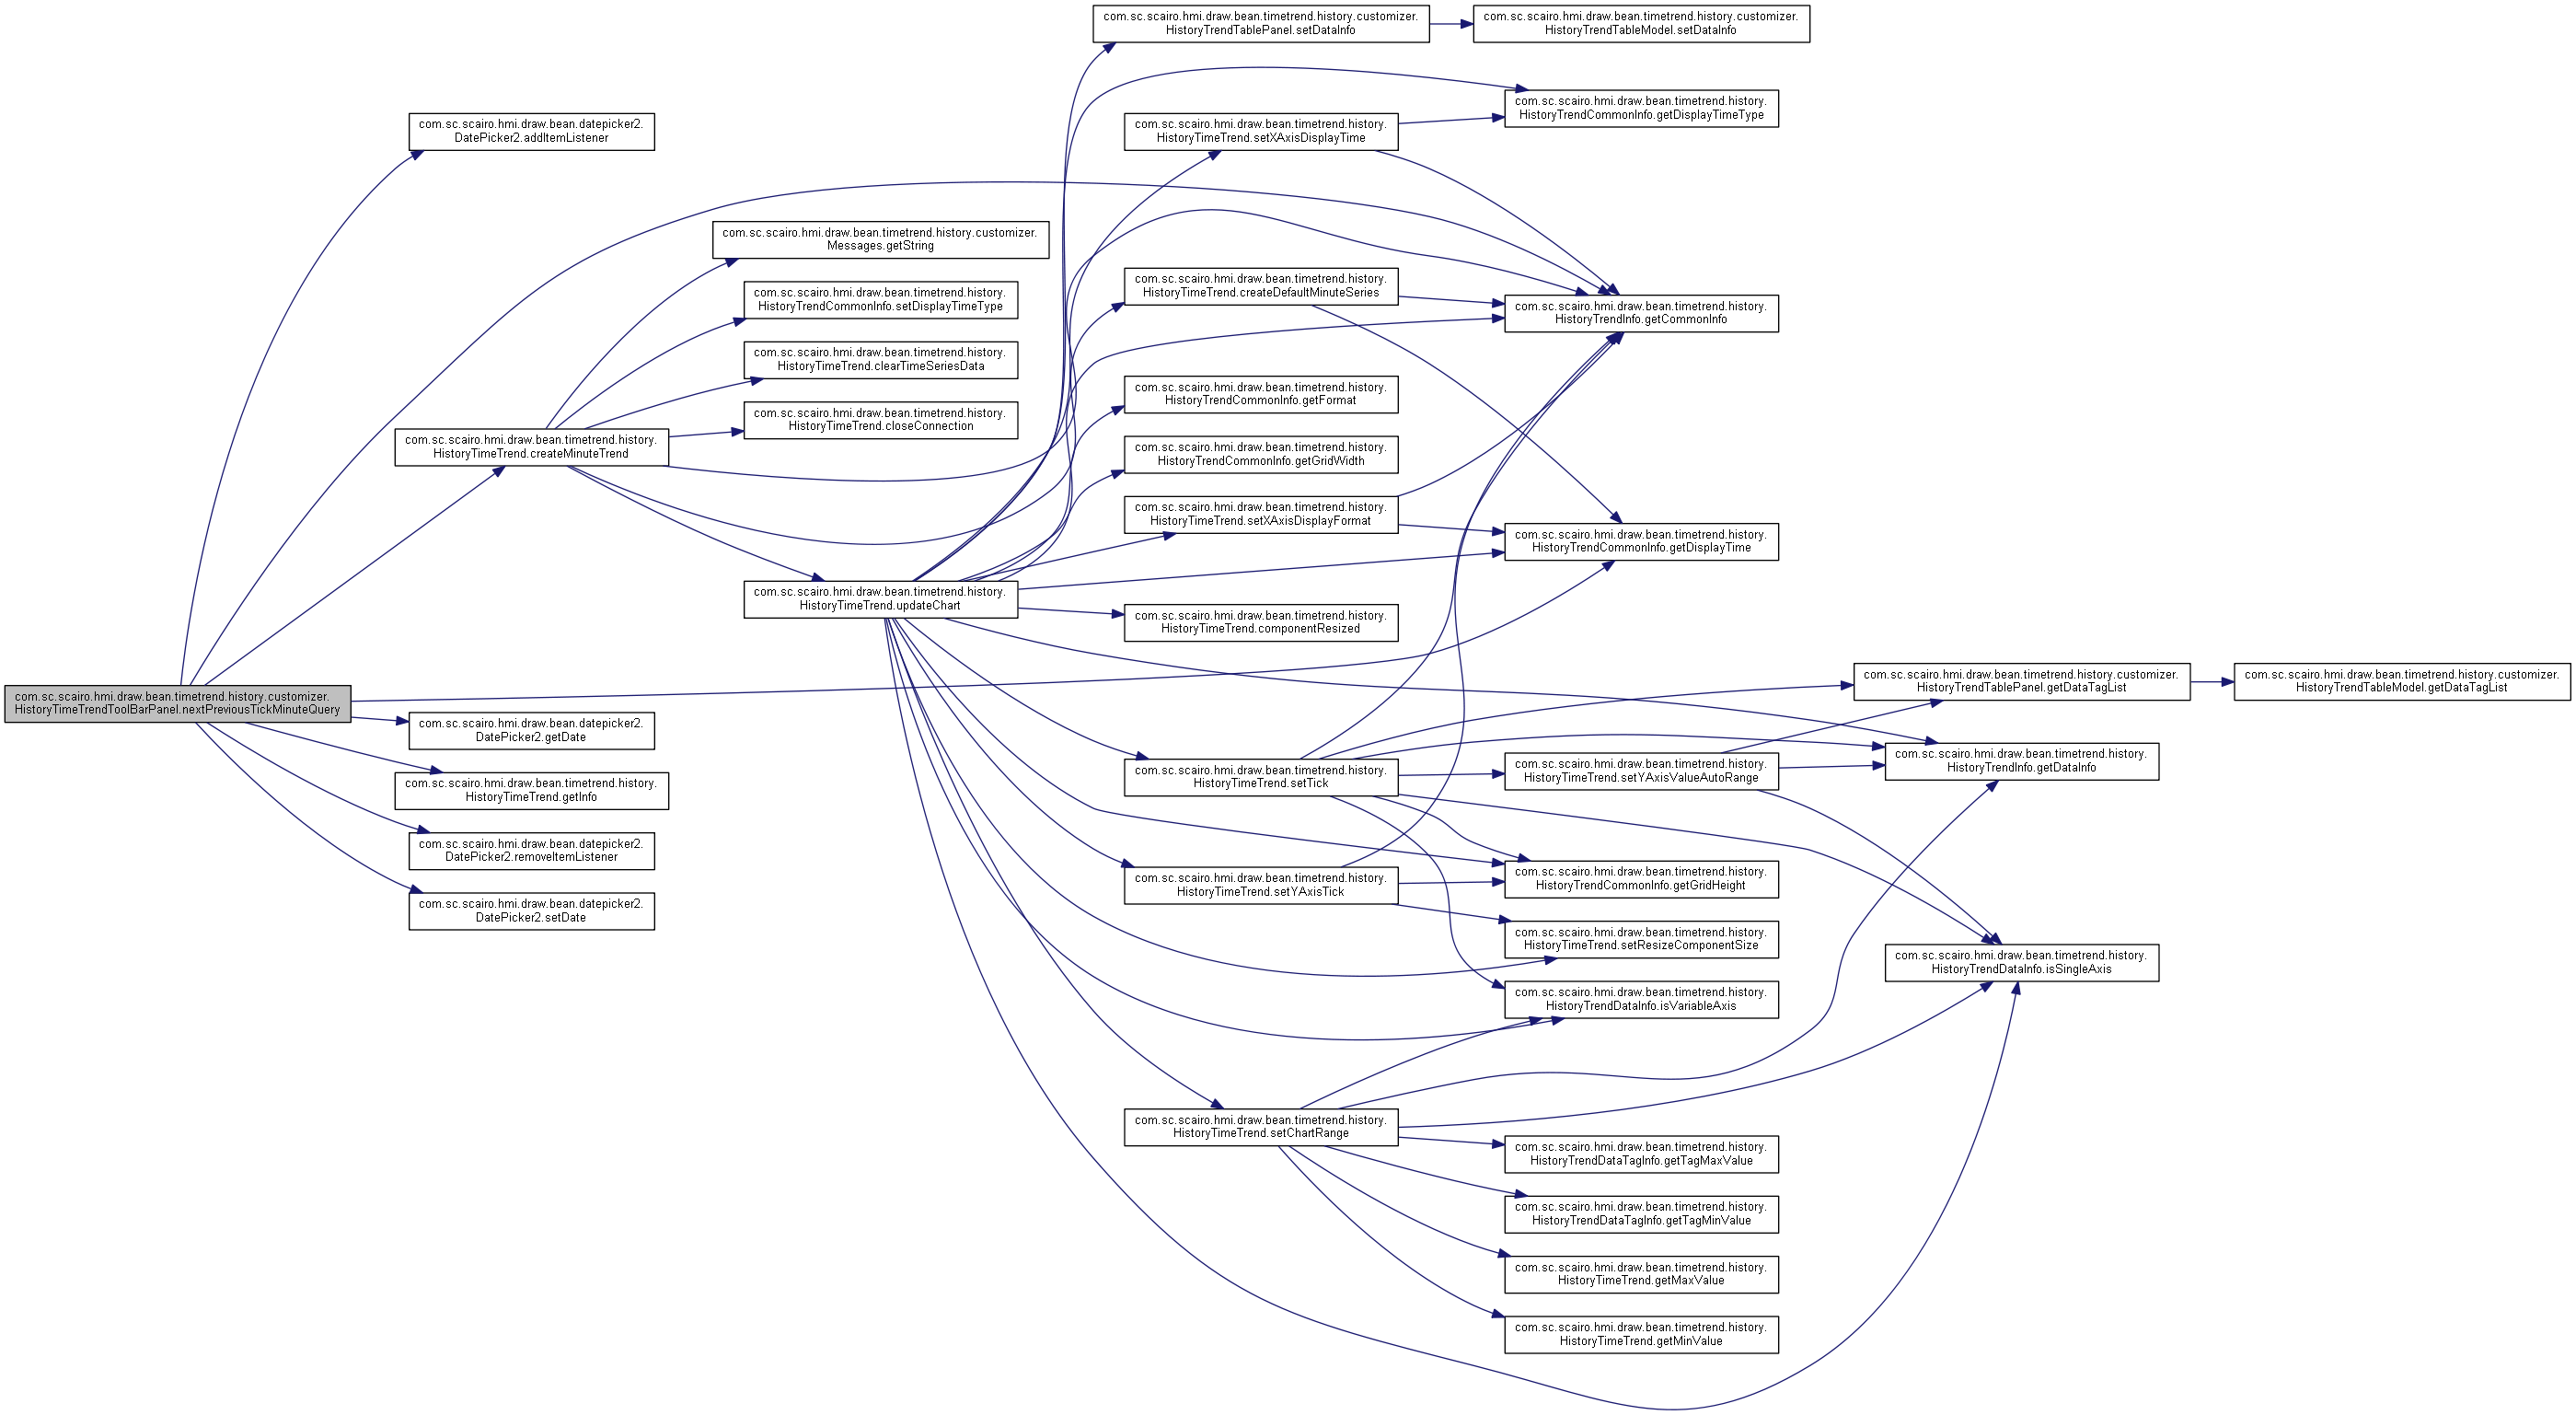 com.sc.scairo.hmi.draw.bean.timetrend.history.customizer.
HistoryTimeTrendToolBarPanel.nextPreviousTickMinuteQuery
com.sc.scairo.hmi.draw.bean.datepicker2.
DatePicker2.addItemListener
com.sc.scairo.hmi.draw.bean.timetrend.history.
HistoryTimeTrend.createMinuteTrend
com.sc.scairo.hmi.draw.bean.datepicker2.
DatePicker2.getDate
com.sc.scairo.hmi.draw.bean.timetrend.history.
HistoryTimeTrend.getInfo
com.sc.scairo.hmi.draw.bean.datepicker2.
DatePicker2.removeItemListener
com.sc.scairo.hmi.draw.bean.datepicker2.
DatePicker2.setDate
com.sc.scairo.hmi.draw.bean.timetrend.history.customizer.
Messages.getString
com.sc.scairo.hmi.draw.bean.timetrend.history.
HistoryTrendCommonInfo.setDisplayTimeType
com.sc.scairo.hmi.draw.bean.timetrend.history.
HistoryTimeTrend.clearTimeSeriesData
com.sc.scairo.hmi.draw.bean.timetrend.history.
HistoryTimeTrend.closeConnection
com.sc.scairo.hmi.draw.bean.timetrend.history.
HistoryTimeTrend.updateChart
com.sc.scairo.hmi.draw.bean.timetrend.history.customizer.
HistoryTrendTablePanel.setDataInfo
com.sc.scairo.hmi.draw.bean.timetrend.history.
HistoryTimeTrend.setXAxisDisplayTime
com.sc.scairo.hmi.draw.bean.timetrend.history.
HistoryTimeTrend.createDefaultMinuteSeries
com.sc.scairo.hmi.draw.bean.timetrend.history.
HistoryTrendCommonInfo.getFormat
com.sc.scairo.hmi.draw.bean.timetrend.history.
HistoryTrendCommonInfo.getGridWidth
com.sc.scairo.hmi.draw.bean.timetrend.history.
HistoryTimeTrend.setXAxisDisplayFormat
com.sc.scairo.hmi.draw.bean.timetrend.history.
HistoryTimeTrend.componentResized
com.sc.scairo.hmi.draw.bean.timetrend.history.
HistoryTimeTrend.setTick
com.sc.scairo.hmi.draw.bean.timetrend.history.
HistoryTimeTrend.setYAxisTick
com.sc.scairo.hmi.draw.bean.timetrend.history.
HistoryTimeTrend.setChartRange
com.sc.scairo.hmi.draw.bean.timetrend.history.customizer.
HistoryTrendTableModel.setDataInfo
com.sc.scairo.hmi.draw.bean.timetrend.history.
HistoryTrendCommonInfo.getDisplayTimeType
com.sc.scairo.hmi.draw.bean.timetrend.history.
HistoryTrendInfo.getCommonInfo
com.sc.scairo.hmi.draw.bean.timetrend.history.
HistoryTrendCommonInfo.getDisplayTime
com.sc.scairo.hmi.draw.bean.timetrend.history.
HistoryTimeTrend.setYAxisValueAutoRange
com.sc.scairo.hmi.draw.bean.timetrend.history.
HistoryTrendCommonInfo.getGridHeight
com.sc.scairo.hmi.draw.bean.timetrend.history.
HistoryTimeTrend.setResizeComponentSize
com.sc.scairo.hmi.draw.bean.timetrend.history.
HistoryTrendDataInfo.isVariableAxis
com.sc.scairo.hmi.draw.bean.timetrend.history.
HistoryTrendDataTagInfo.getTagMaxValue
com.sc.scairo.hmi.draw.bean.timetrend.history.
HistoryTrendDataTagInfo.getTagMinValue
com.sc.scairo.hmi.draw.bean.timetrend.history.
HistoryTimeTrend.getMaxValue
com.sc.scairo.hmi.draw.bean.timetrend.history.
HistoryTimeTrend.getMinValue
com.sc.scairo.hmi.draw.bean.timetrend.history.customizer.
HistoryTrendTablePanel.getDataTagList
com.sc.scairo.hmi.draw.bean.timetrend.history.
HistoryTrendInfo.getDataInfo
com.sc.scairo.hmi.draw.bean.timetrend.history.
HistoryTrendDataInfo.isSingleAxis
com.sc.scairo.hmi.draw.bean.timetrend.history.customizer.
HistoryTrendTableModel.getDataTagList